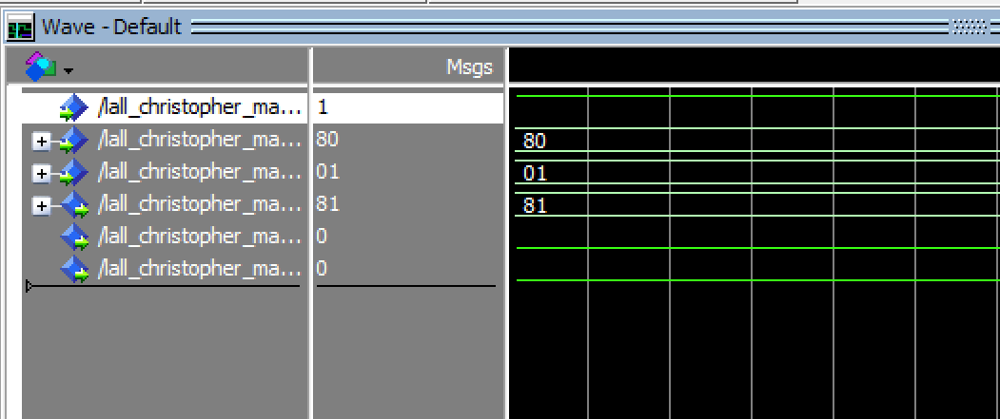 Wave - Default
Msgs
/lall_christopher_ma... 1
/lall_christopher_ma... 80 80
/lall_christopher_ma... 01 01
/lall_christopher_ma... 81 81
/lall_christopher_ma... 0
/lall_christopher_ma... 0